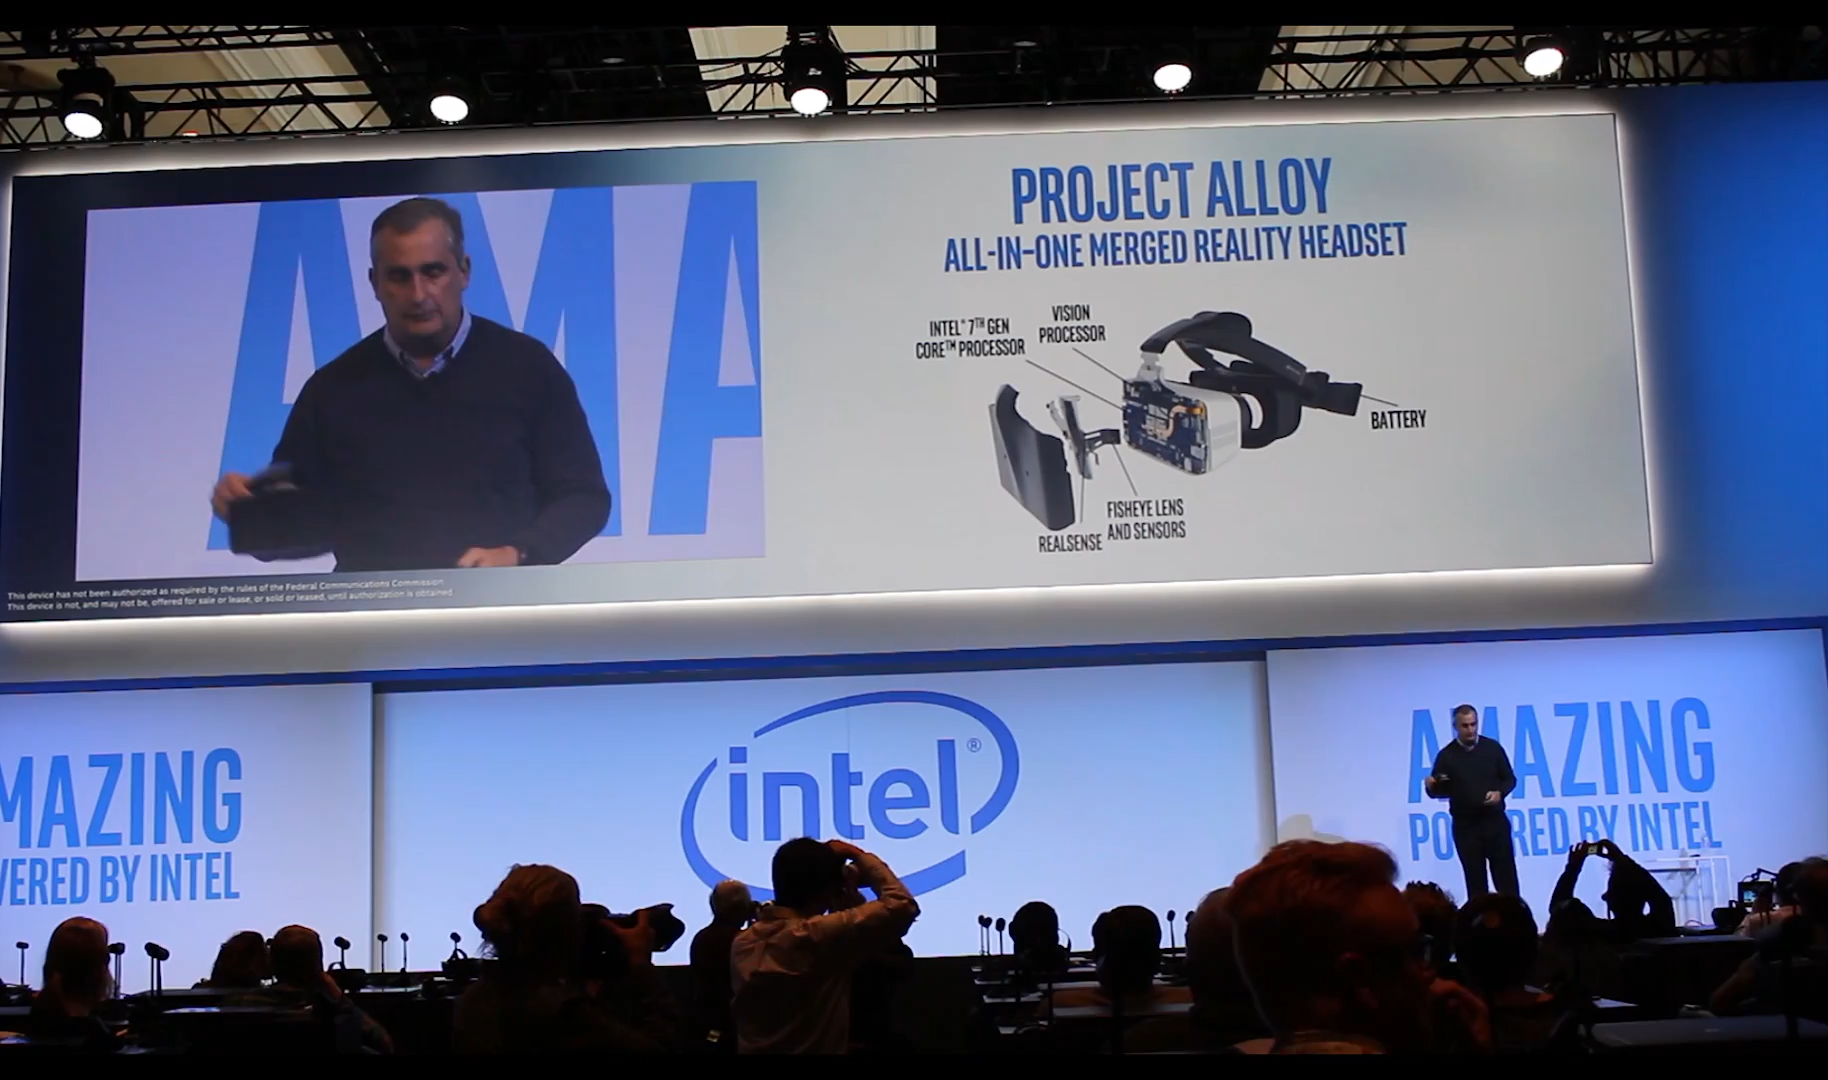 AMA
PROJECT ALLOY
ALL-IN-ONE MERGED REALITY HEADSET
INTEL® 7TH GEN
CORE™ PROCESSOR
VISION
PROCESSOR
BATTERY
FISHEYE LENS
AND SENSORS
REALSENSE
This device has not been authorized as required by the rules of the Federal Communications Commission.
This device is not, and may not be, offered for sale or lease, or sold or leased, until authorization is obtained.
MAZING
WERED BY INTEL
intel®
AMAZING
PO RED BY INTEL